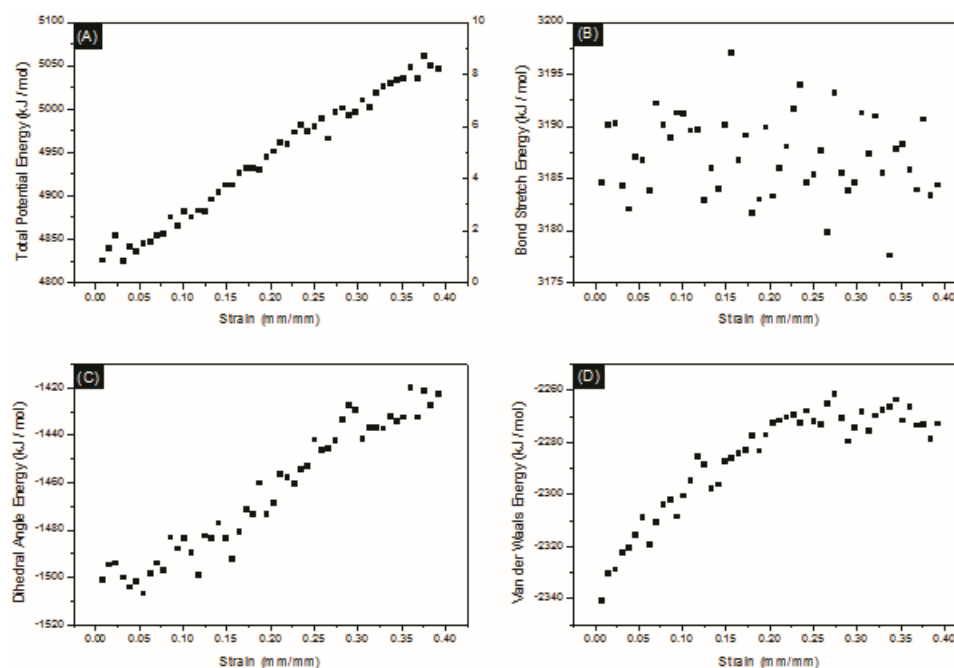 (A)
Total Potential Energy (kJ / mol)
5100
5050
5000
4950
4900
4850
4800
10
8
6
4
2
0
0.00 0.05 0.10 0.15 0.20 0.25 0.30 0.35 0.40
Strain (mm/mm)
(B)
Bond Stretch Energy (kJ / mol)
3200
3195
3190
3185
3180
3175
0.00 0.05 0.10 0.15 0.20 0.25 0.30 0.35 0.40
Strain (mm/mm)
(C)
Dihedral Angle Energy (kJ / mol)
-1420
-1440
-1460
-1480
-1500
-1520
0.00 0.05 0.10 0.15 0.20 0.25 0.30 0.35 0.40
Strain (mm/mm)
(D)
Van der Waals Energy (kJ / mol)
-2260
-2280
-2300
-2320
-2340
0.00 0.05 0.10 0.15 0.20 0.25 0.30 0.35 0.40
Strain (mm/mm)